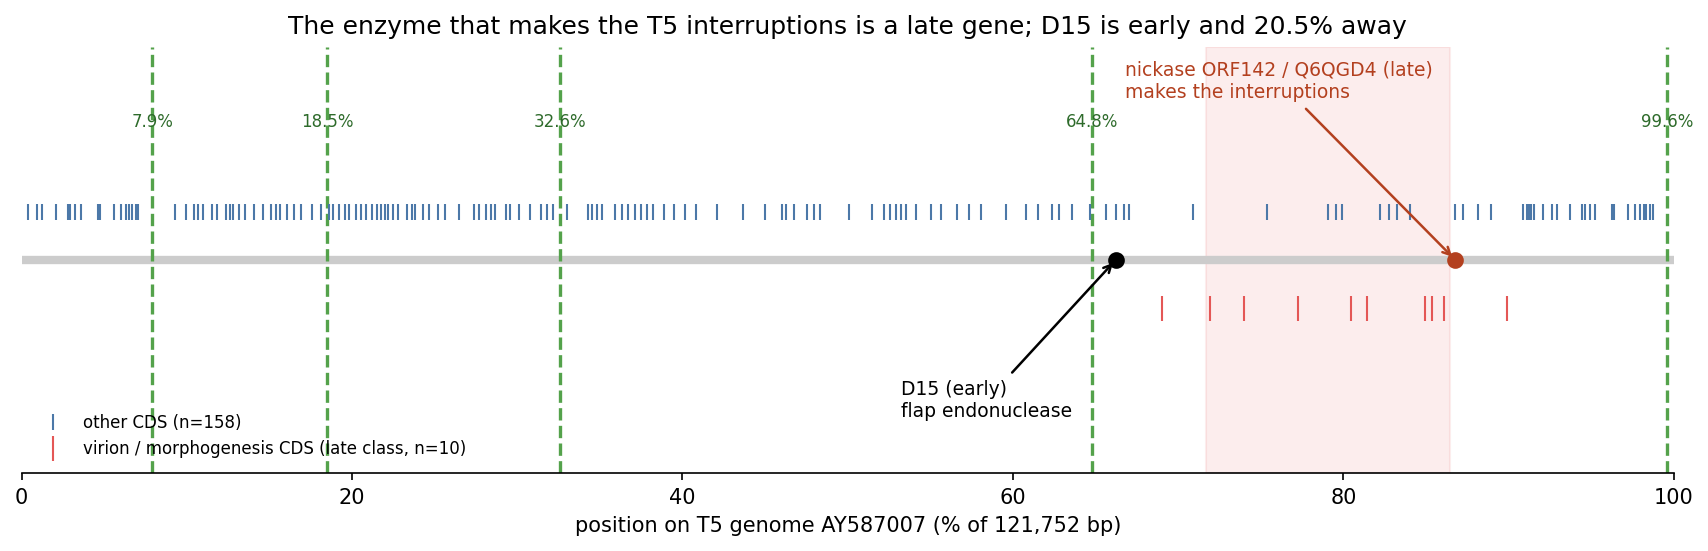 The enzyme that makes the T5 interruptions is a late gene; D15 is early and 20.5% away
nickase ORF142 / Q6QGD4 (late)
makes the interruptions
7.9%
18.5%
32.6%
64.8%
99.6%
D15 (early)
flap endonuclease
other CDS (n=158)
virion / morphogenesis CDS (late class, n=10)
0
20
40
60
80
100
position on T5 genome AY587007 (% of 121,752 bp)